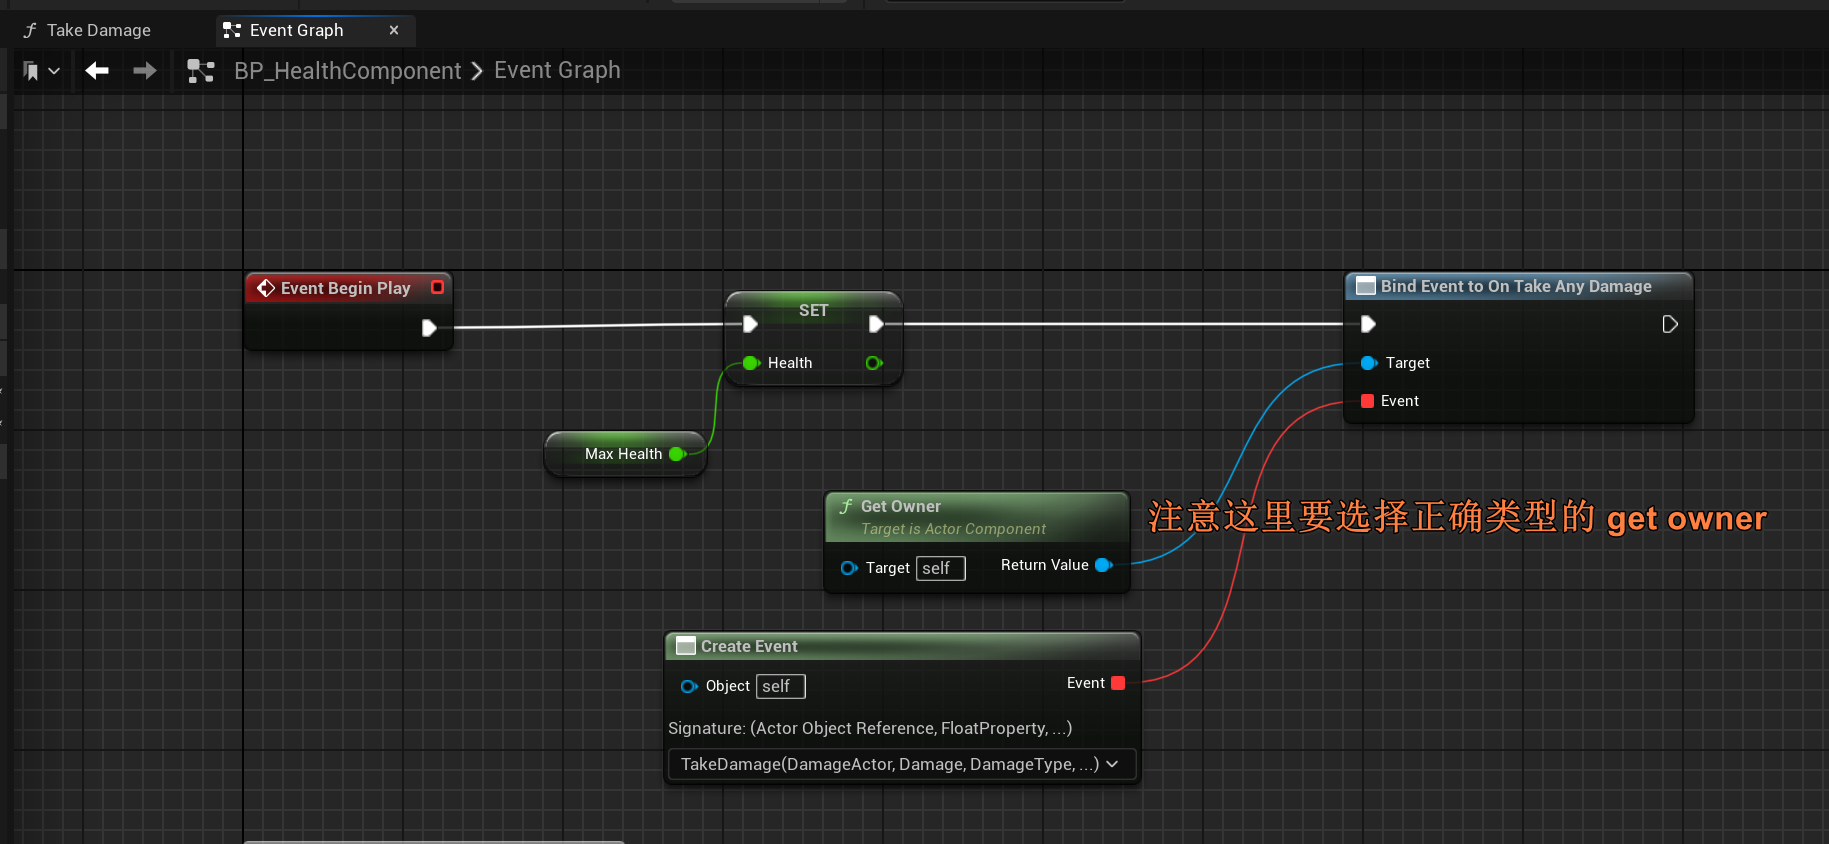 Take Damage
Event Graph
BP_HealthComponent > Event Graph
Event Begin Play
SET
Health
Max Health
Bind Event to On Take Any Damage
Target
Event
Get Owner
Target is Actor Component
Target self
Return Value
注意这里要选择正确类型的 get owner
Create Event
Object self
Event
Signature: (Actor Object Reference, FloatProperty, ...)
TakeDamage(DamageActor, Damage, DamageType, ...)